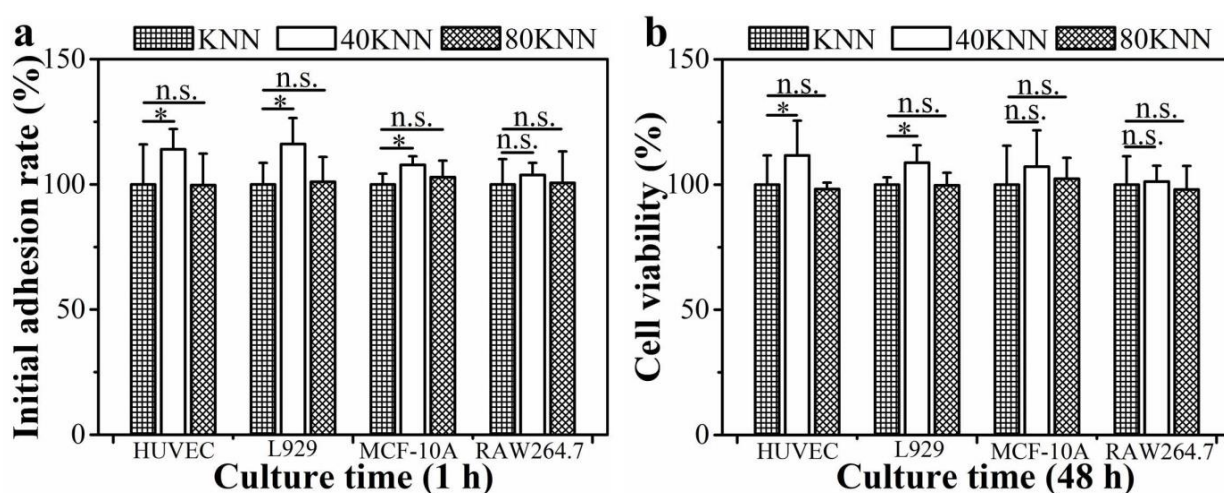 a
KNN 40KNN 80KNN
Initial adhesion rate (%)
150
100
50
0
n.s.
*
n.s.
*
n.s.
*
n.s.
n.s.
HUVEC L929 MCF-10A RAW264.7
Culture time (1 h)
b
KNN 40KNN 80KNN
Cell viability (%)
150
100
50
0
n.s.
*
n.s.
*
n.s.
n.s.
n.s.
n.s.
HUVEC L929 MCF-10A RAW264.7
Culture time (48 h)